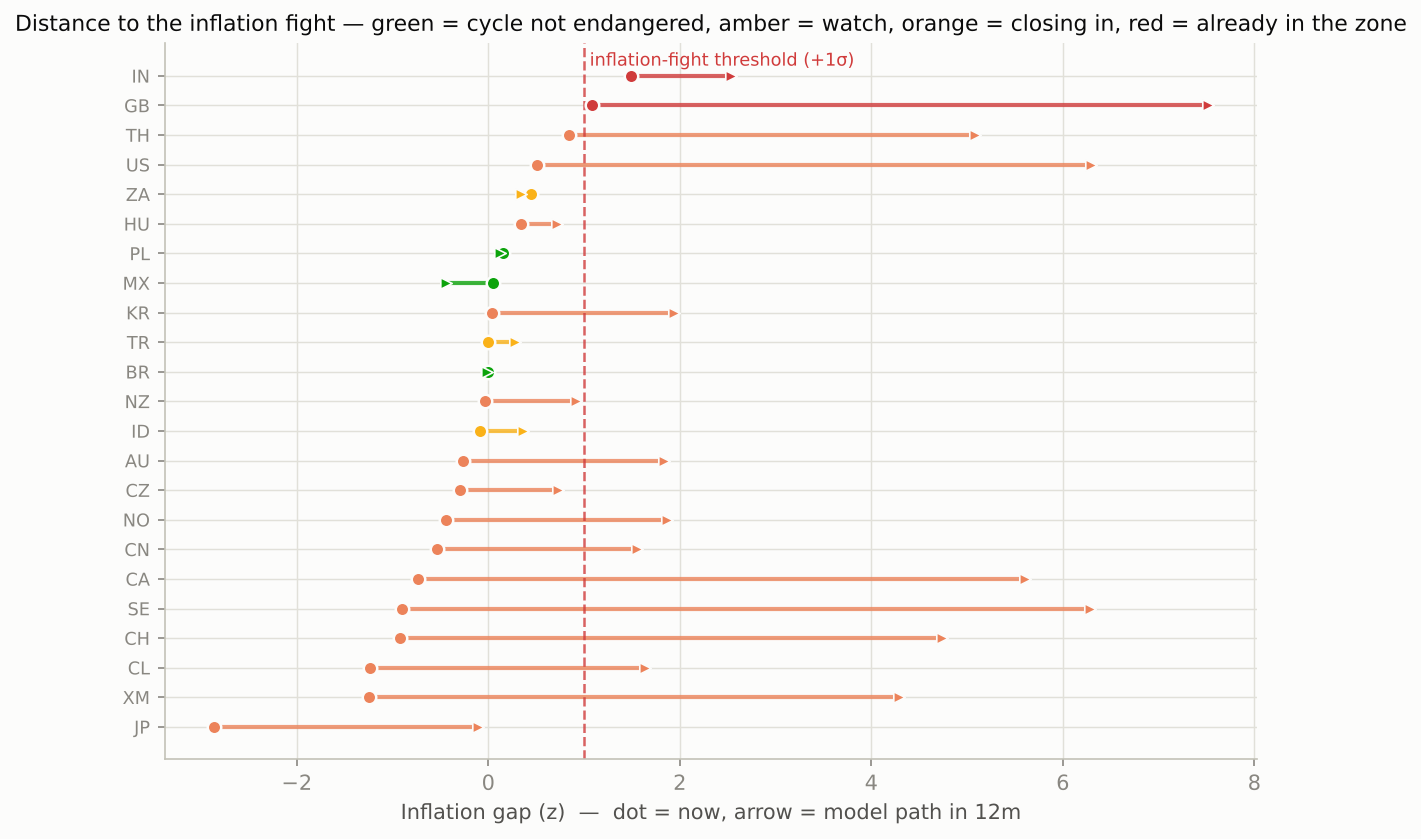 Distance to the inflation fight — green = cycle not endangered, amber = watch, orange = closing in, red = already in the zone
inflation-fight threshold (+1σ)
IN
GB
TH
US
ZA
HU
PL
MX
KR
TR
BR
NZ
ID
AU
CZ
NO
CN
CA
SE
CH
CL
XM
JP
−2 0 2 4 6 8
Inflation gap (z) — dot = now, arrow = model path in 12m